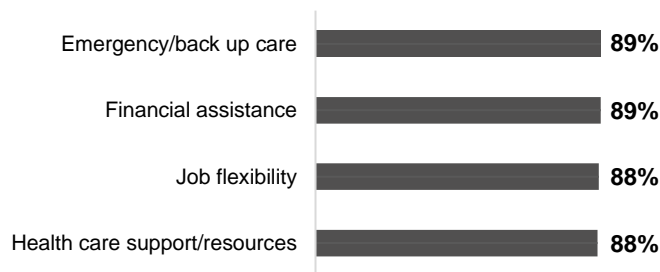 Emergency/back up care 89%
Financial assistance 89%
Job flexibility 88%
Health care support/resources 88%